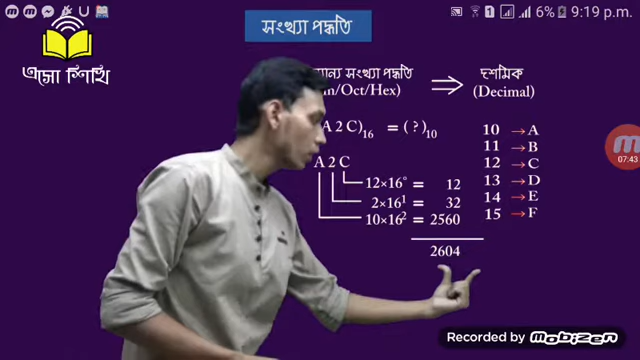 6% 9:19 p.m.
সংখ্যা পদ্ধতি
এসো শিখি
সংখ্যা পদ্ধতি ⇒ দশমিক
/Oct/Hex) (Decimal)
A 2 C)₁₆ = ( ? )₁₀
A 2 C
12×16⁰ = 12
2×16¹ = 32
10×16² = 2560
2604
10 → A
11 → B
12 → C
13 → D
14 → E
15 → F
07:43
Recorded by Mobizen